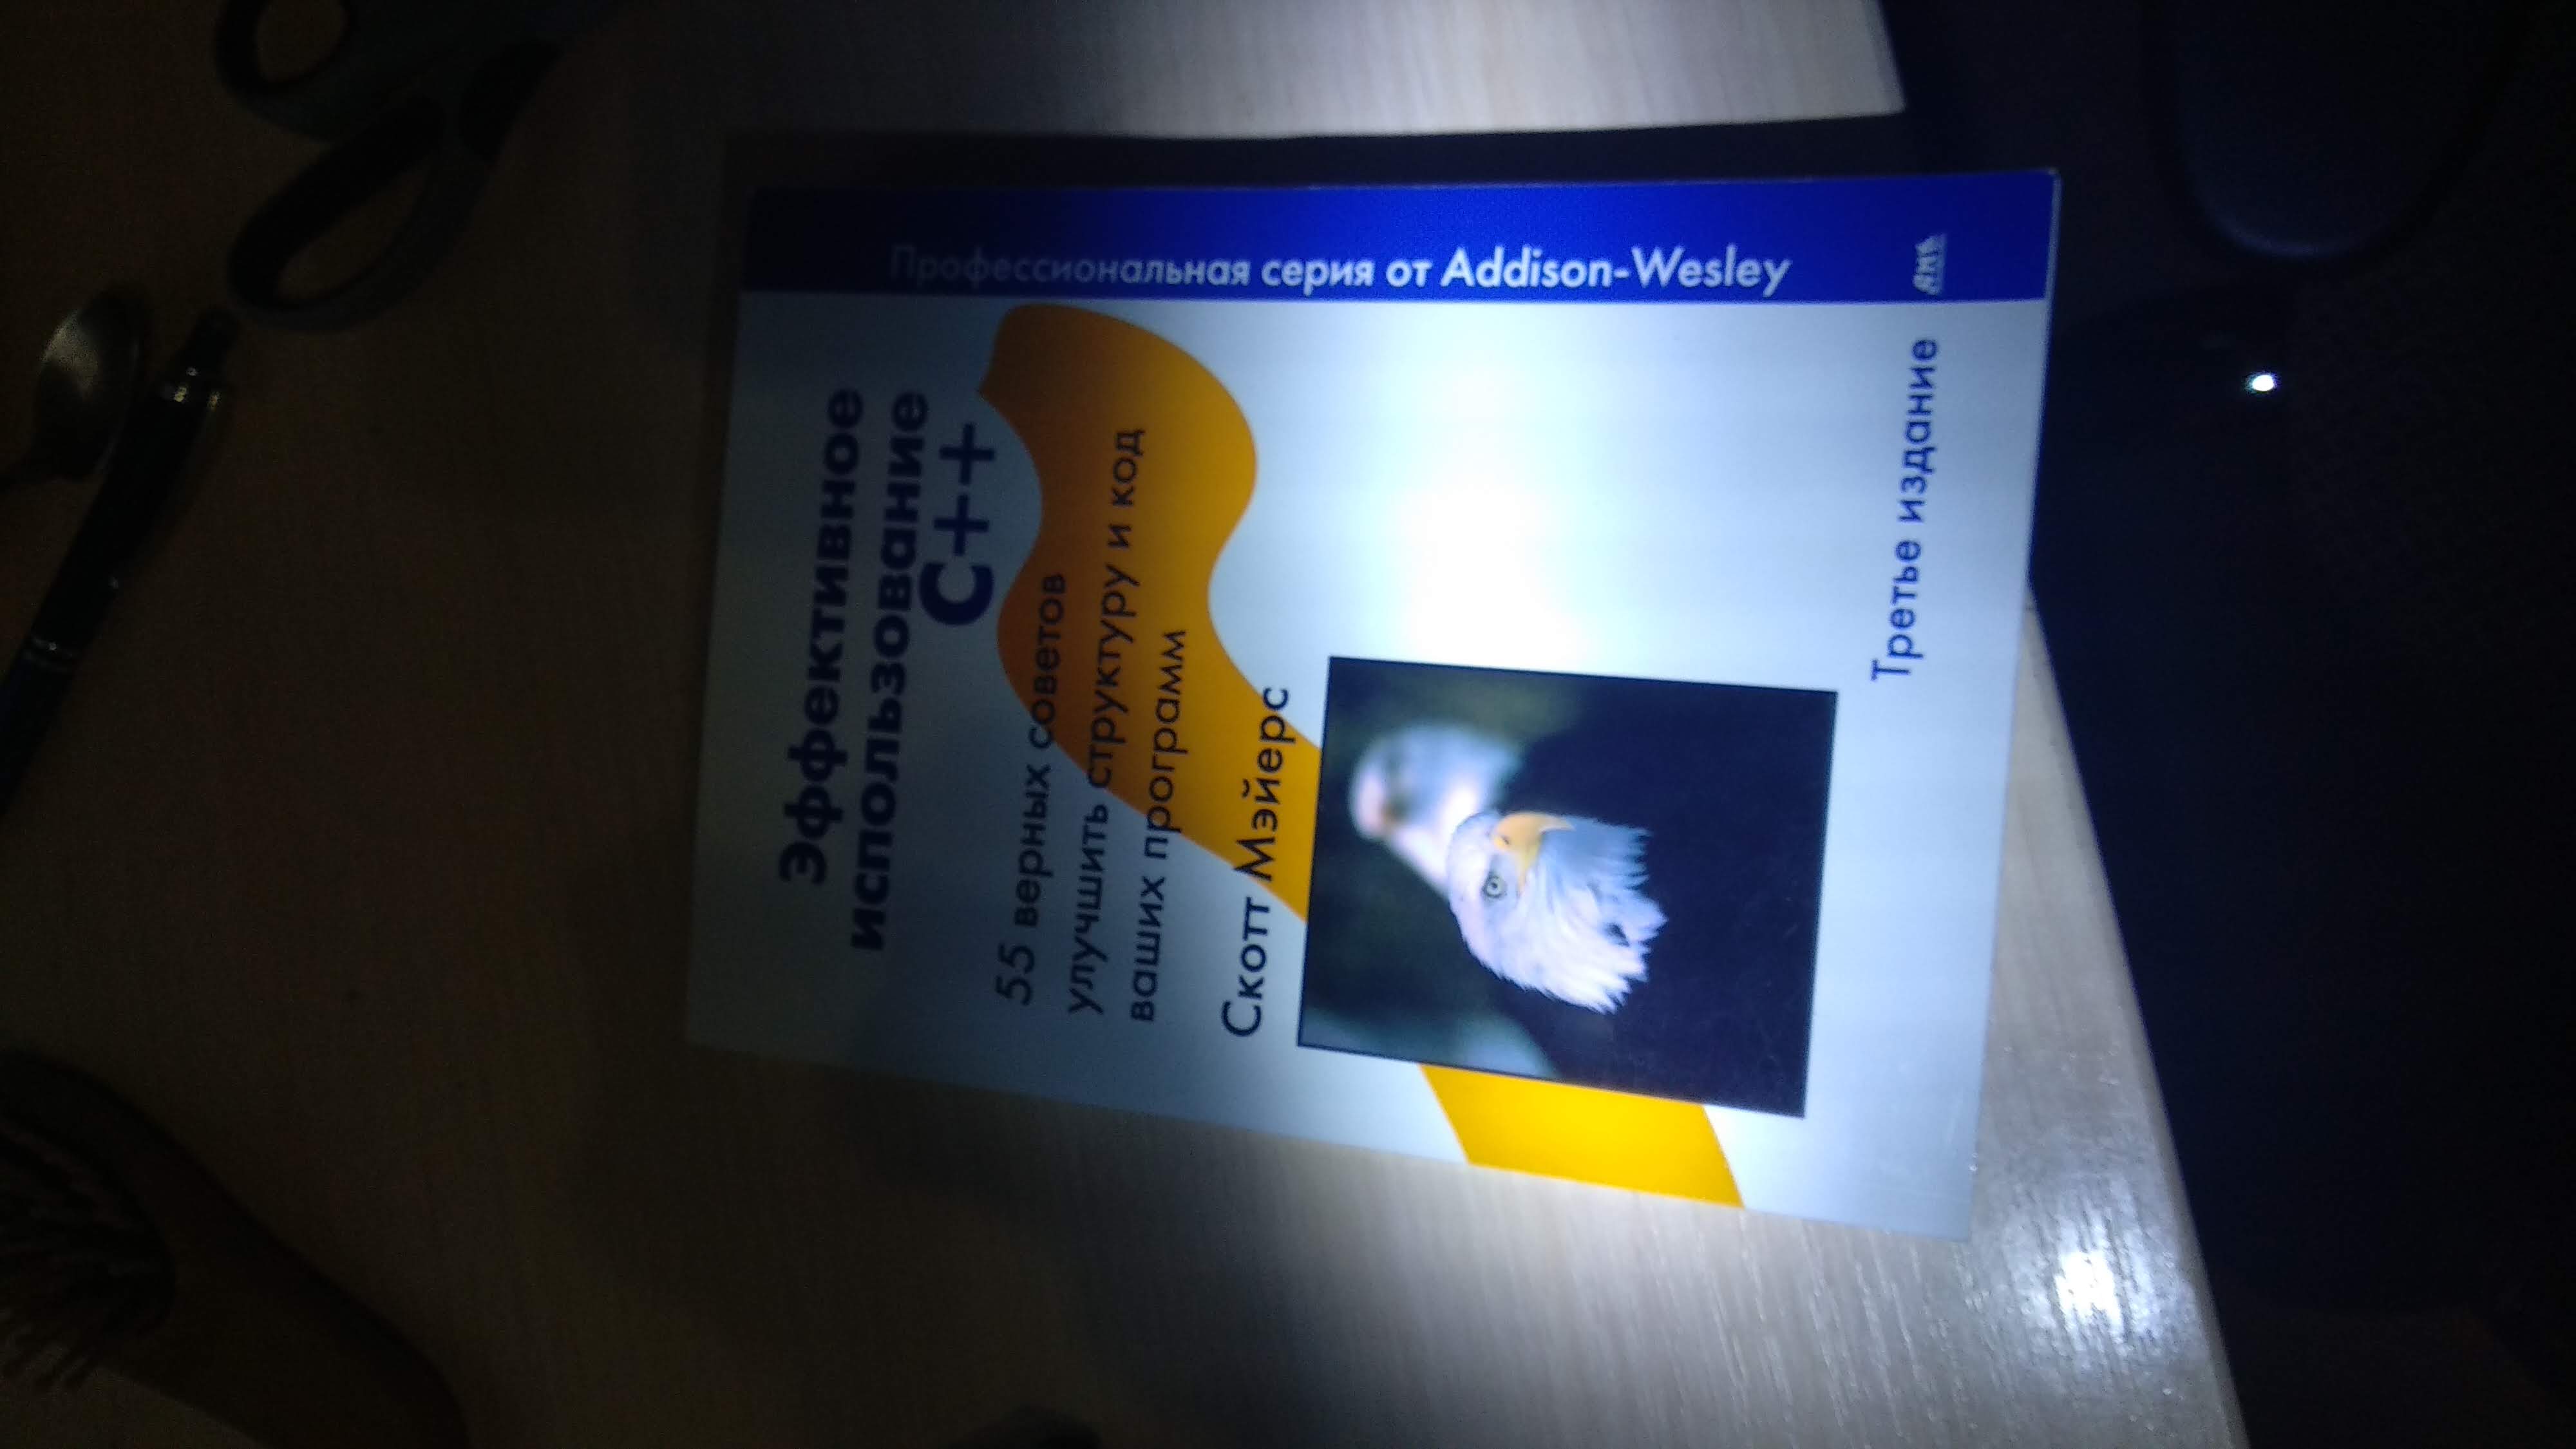 Эффективное
использование
C++
55 верных советов
улучшить структуру и код
ваших программ
Скотт Мэйерс
Третье издание
Профессиональная серия от Addison-Wesley
ДМК